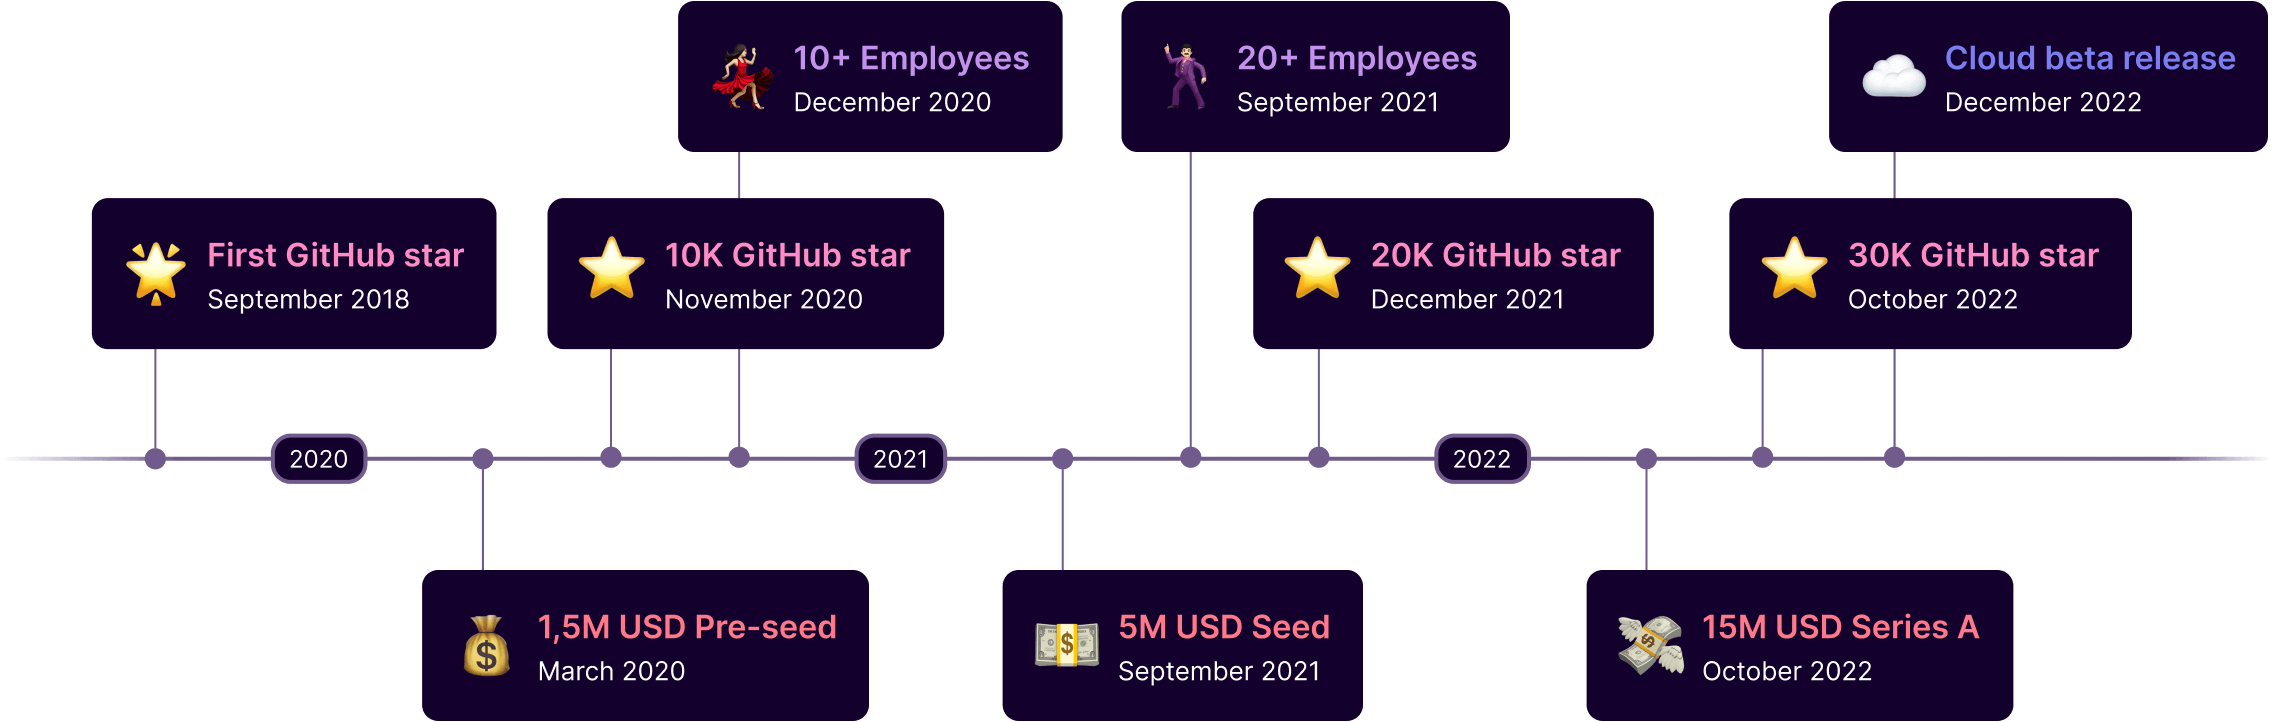 10+ Employees
December 2020
20+ Employees
September 2021
Cloud beta release
December 2022
First GitHub star
September 2018
10K GitHub star
November 2020
20K GitHub star
December 2021
30K GitHub star
October 2022
2020
2021
2022
1,5M USD Pre-seed
March 2020
5M USD Seed
September 2021
15M USD Series A
October 2022